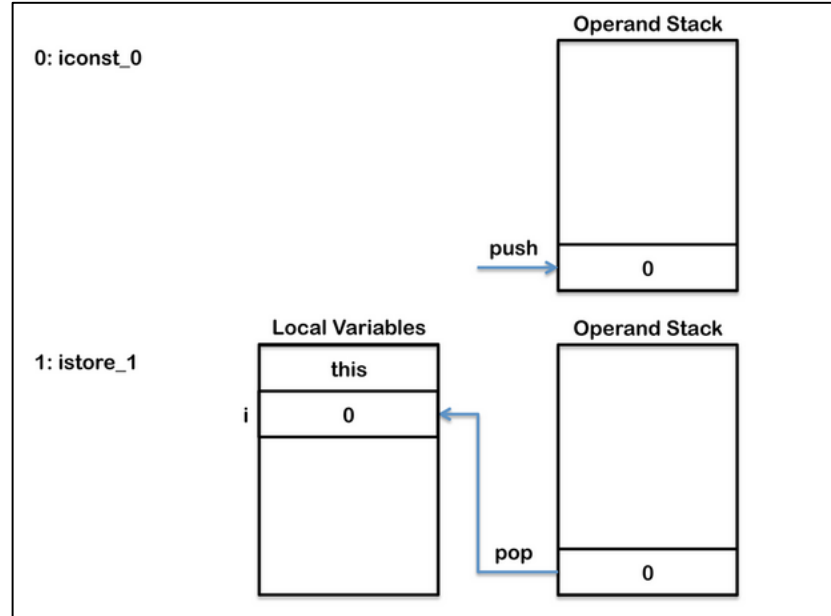 Operand Stack
0: iconst_0
push
0
Local Variables
Operand Stack
1: istore_1
this
i
0
pop
0